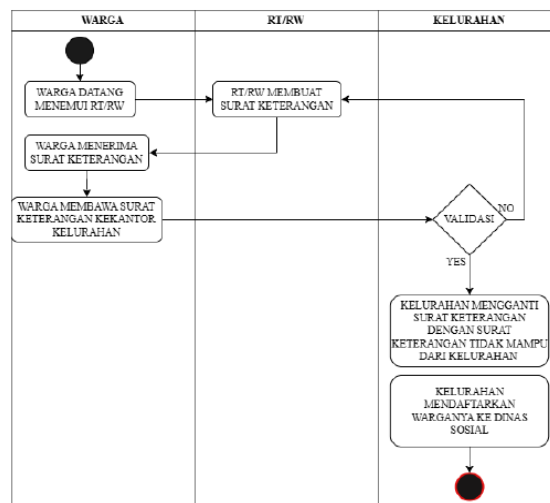 WARGA
RT/RW
KELURAHAN
WARGA DATANG
MENEMUI RT/RW
RT/RW MEMBUAT
SURAT KETERANGAN
WARGA MENERIMA
SURAT KETERANGAN
WARGA MEMBAWA SURAT
KETERANGAN KEKANTOR
KELURAHAN
VALIDASI
NO
YES
KELURAHAN MENGGANTI
SURAT KETERANGAN
DENGAN SURAT
KETERANGAN TIDAK MAMPU
DARI KELURAHAN
KELURAHAN
MENDAFTARKAN
WARGANYA KE DINAS
SOSIAL